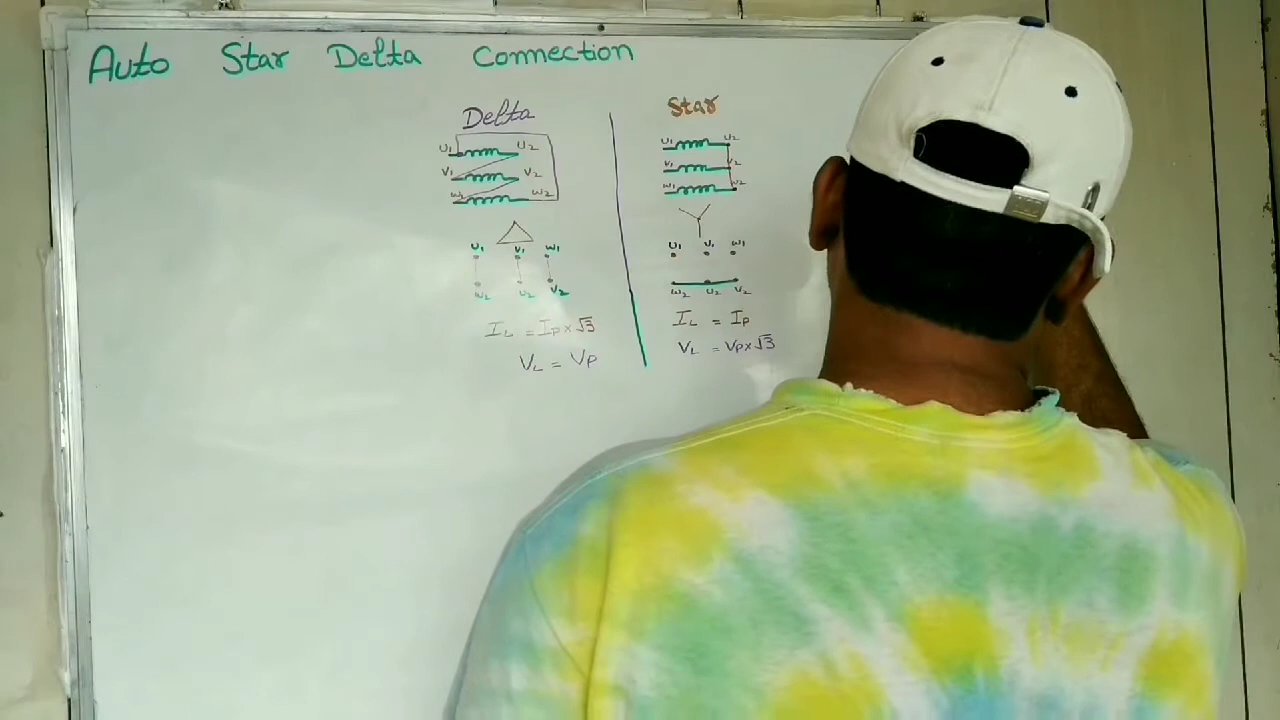 Auto Star Delta Connection
Delta
U1 U2
V1 V2
W2 W2
U1 V1 W1
W2 U2 V2
IL = IP x √3
VL = VP
Star
U1 U2
V1 V2
W1 W2
U1 V1 W1
W2 U2 V2
IL = IP
VL = VP x √3